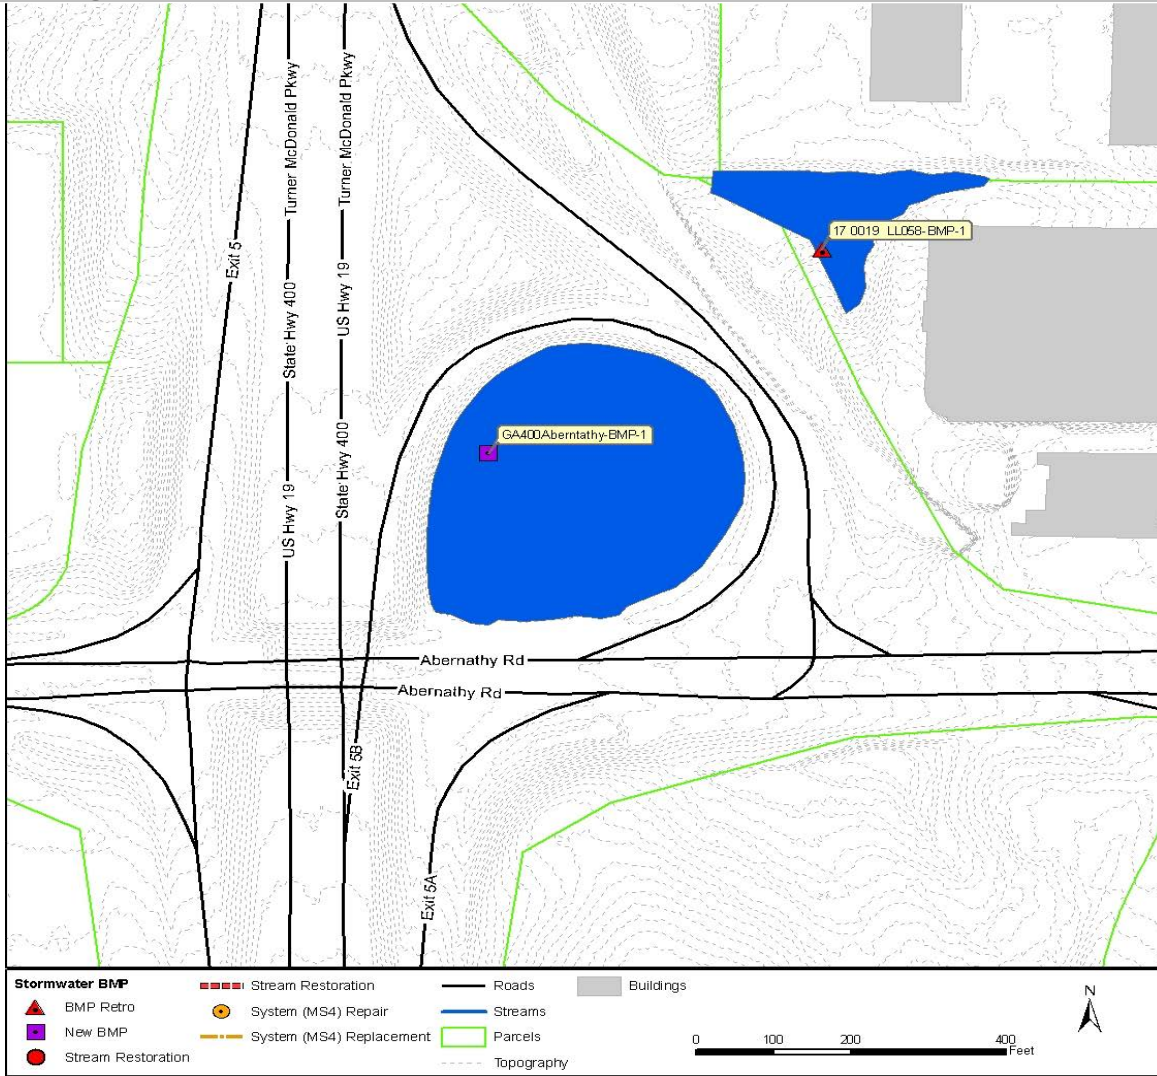 Turner McDonald Pkwy
Turner McDonald Pkwy
Exit 5
State Hwy 400
US Hwy 19
17 0019 LL058-BMP-1
GA400Aberntathy-BMP-1
US Hwy 19
State Hwy 400
Abernathy Rd
Abernathy Rd
Exit 5B
Exit 5A
Stormwater BMP
BMP Retro
New BMP
Stream Restoration
Stream Restoration
System (MS4) Repair
System (MS4) Replacement
Roads
Streams
Parcels
Topography
Buildings
N
0 100 200 400
Feet